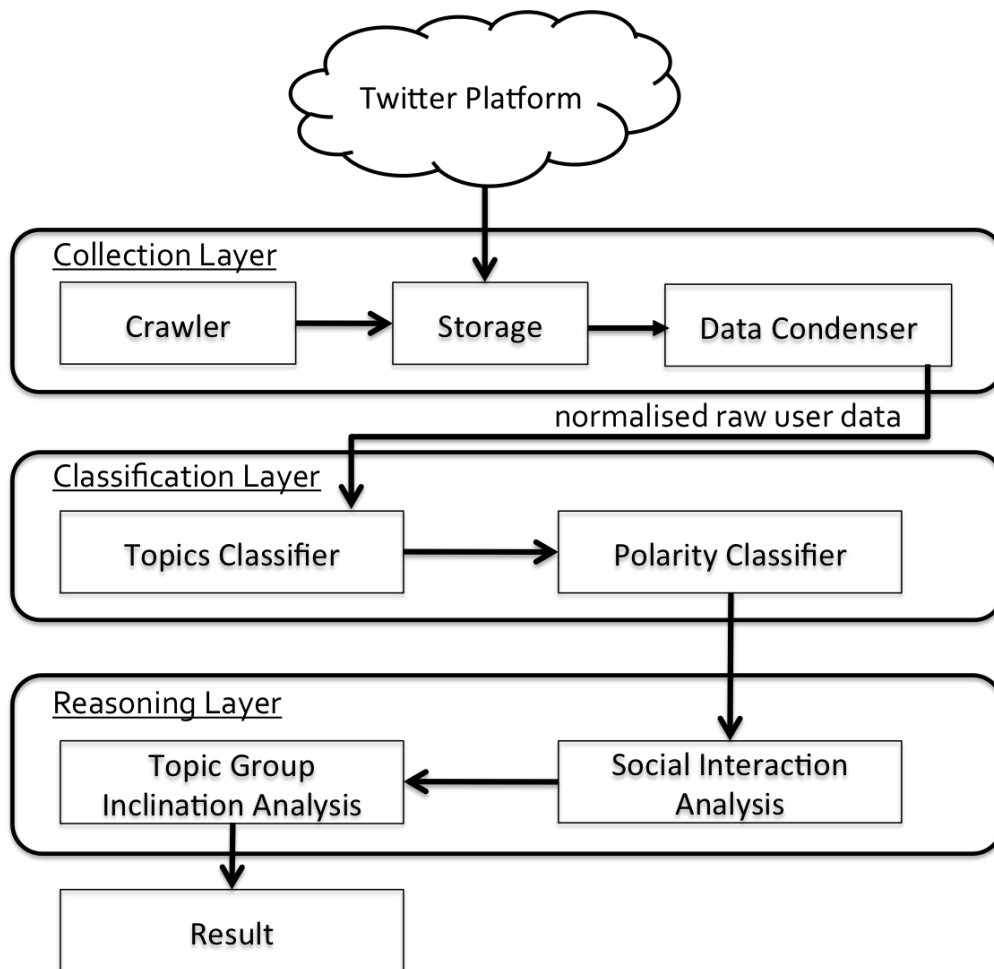 Twitter Platform
Collection Layer
Crawler
Storage
Data Condenser
normalised raw user data
Classification Layer
Topics Classifier
Polarity Classifier
Reasoning Layer
Topic Group
Inclination Analysis
Social Interaction
Analysis
Result